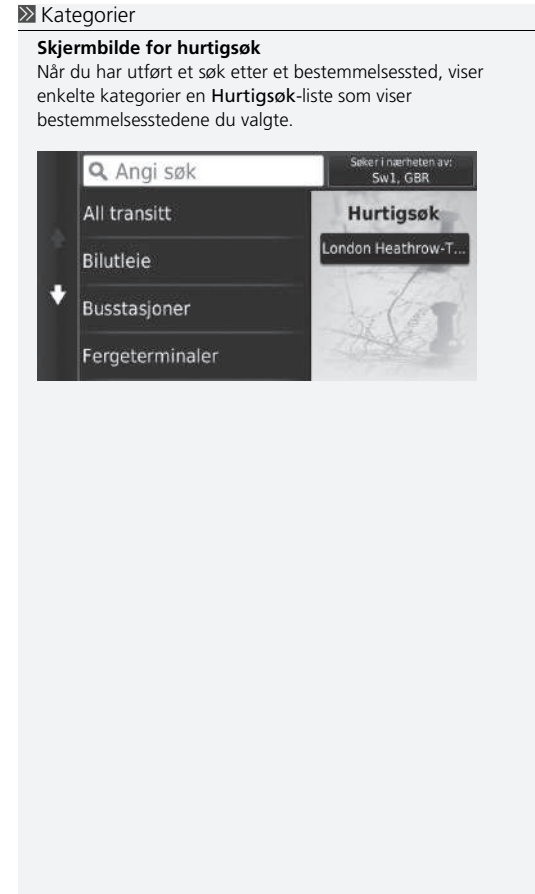 Kategorier
Skjermbilde for hurtigsøk
Når du har utført et søk etter et bestemmelsessted, viser
enkelte kategorier en Hurtigsøk-liste som viser
bestemmelsesstedene du valgte.
Angi søk
Søker i nærheten av:
Sw1, GBR
All transitt
Hurtigsøk
London Heathrow-T...
Bilutleie
Busstasjoner
Fergeterminaler